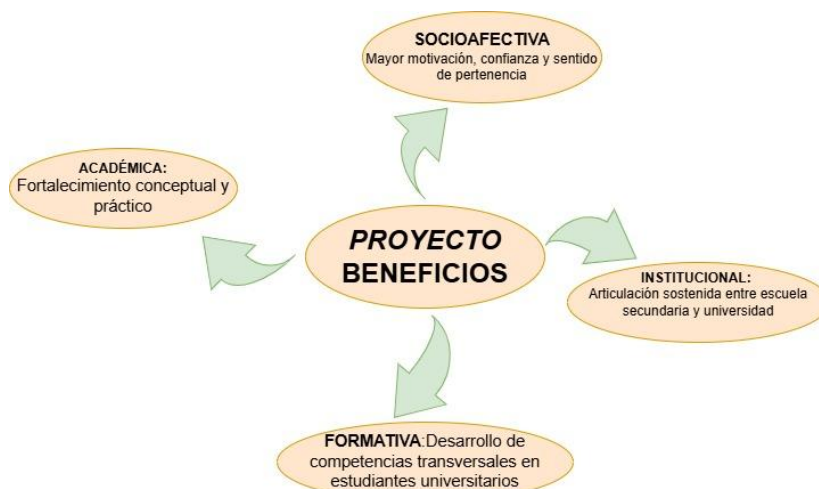 SOCIOAFECTIVA
Mayor motivación, confianza y sentido
de pertenencia
ACADÉMICA:
Fortalecimiento conceptual y
práctico
PROYECTO
BENEFICIOS
INSTITUCIONAL:
Articulación sostenida entre escuela
secundaria y universidad
FORMATIVA:Desarrollo de
competencias transversales en
estudiantes universitarios